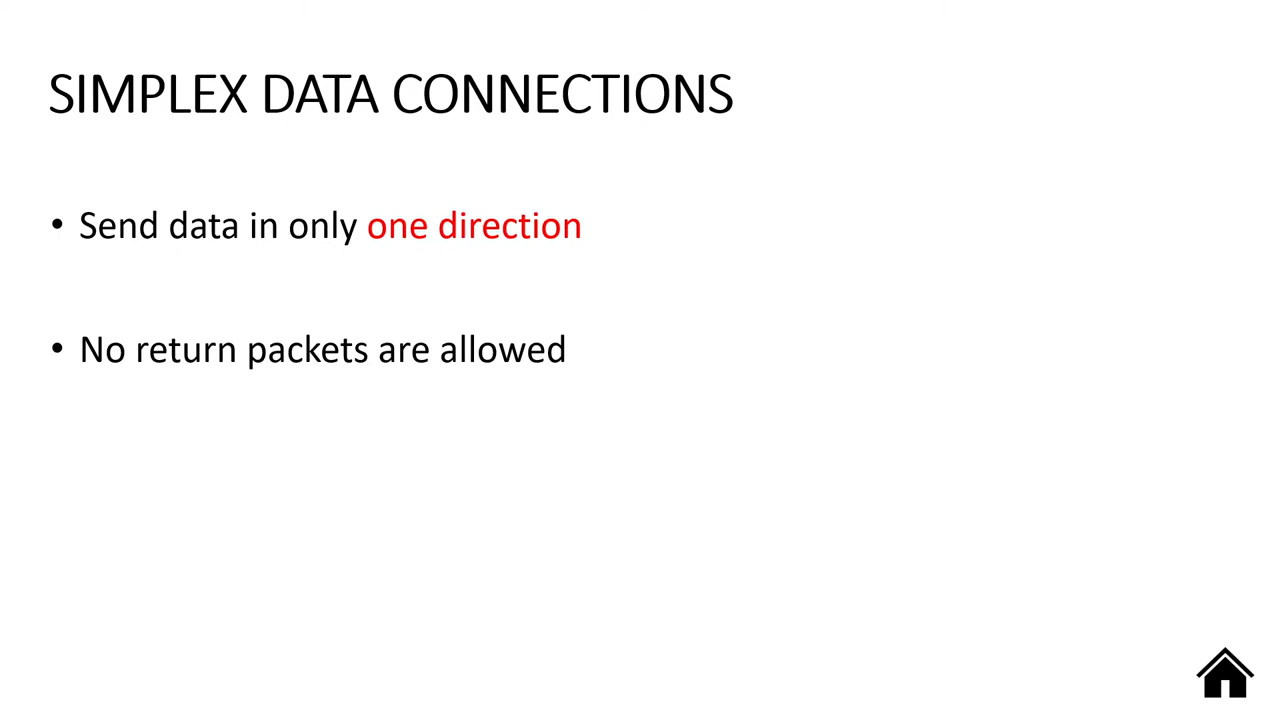 SIMPLEX DATA CONNECTIONS
• Send data in only one direction
• No return packets are allowed